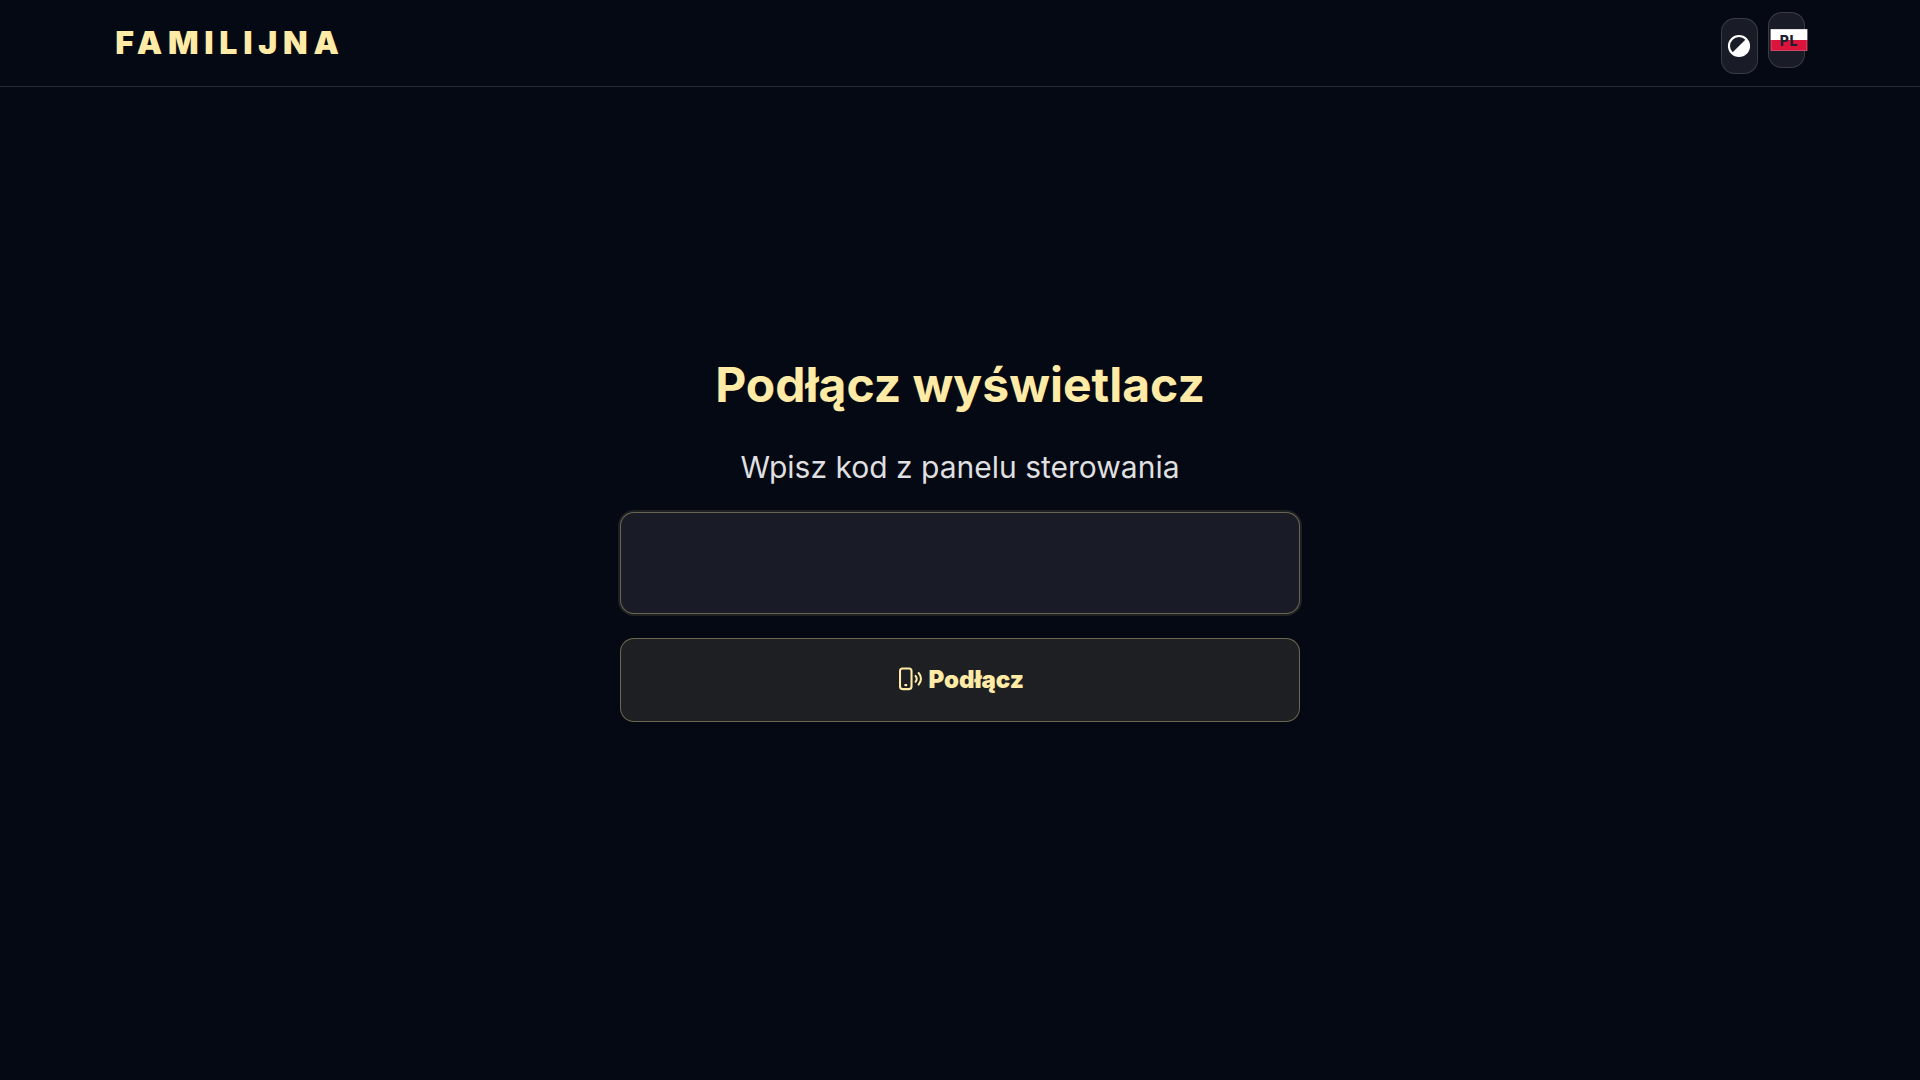 FAMILIJNA
PL
Podłącz wyświetlacz
Wpisz kod z panelu sterowania
Podłącz